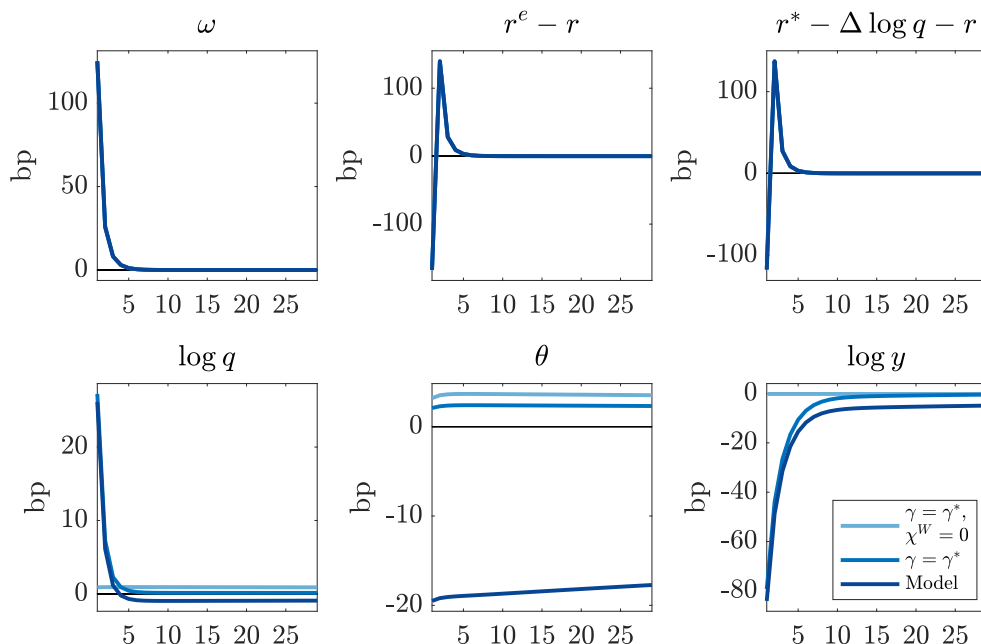 ω
r^e − r
r* − Δ log q − r
bp
100
50
0
5 10 15 20 25
bp
100
0
-100
5 10 15 20 25
bp
100
0
-100
5 10 15 20 25
log q
θ
log y
bp
20
10
0
5 10 15 20 25
bp
0
-10
-20
5 10 15 20 25
bp
0
-20
-40
-60
-80
5 10 15 20 25
γ = γ*,
χ^W = 0
γ = γ*
Model